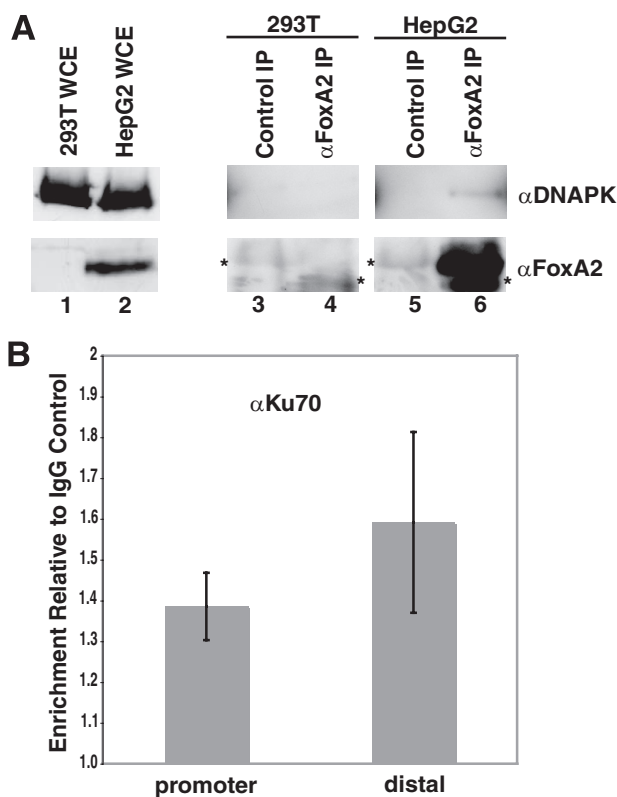 A
293T WCE
HepG2 WCE
293T
HepG2
Control IP
αFoxA2 IP
Control IP
αFoxA2 IP
αDNAPK
* * * * αFoxA2
1 2 3 4 5 6
B
Enrichment Relative to IgG Control
αKu70
2
1.9
1.8
1.7
1.6
1.5
1.4
1.3
1.2
1.1
1.0
promoter distal